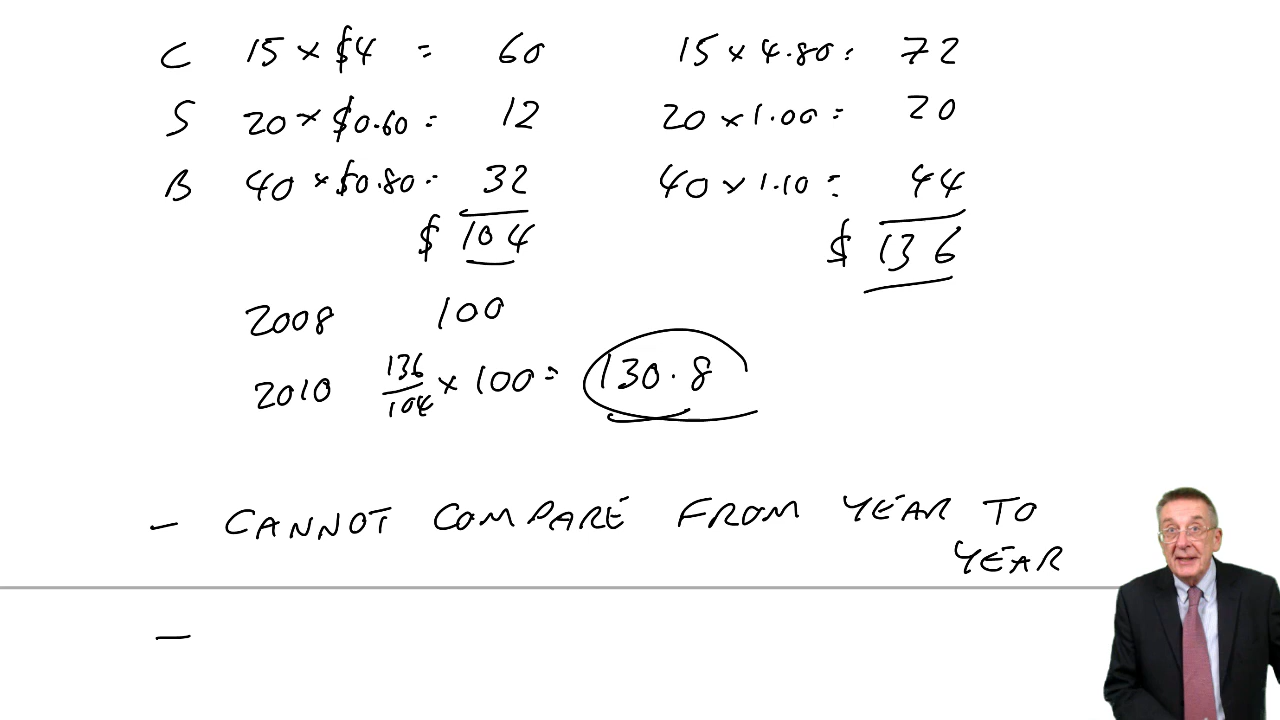 C 15 × $4 = 60 15 × 4.80 = 72
S 20 × $0.60 = 12 20 × 1.00 = 20
B 40 × $0.80 = 32 40 × 1.10 = 44
$ 104 $ 136
2008 100
2010 136/104 × 100 = 130.8
– CANNOT COMPARE FROM YEAR TO
YEAR
–